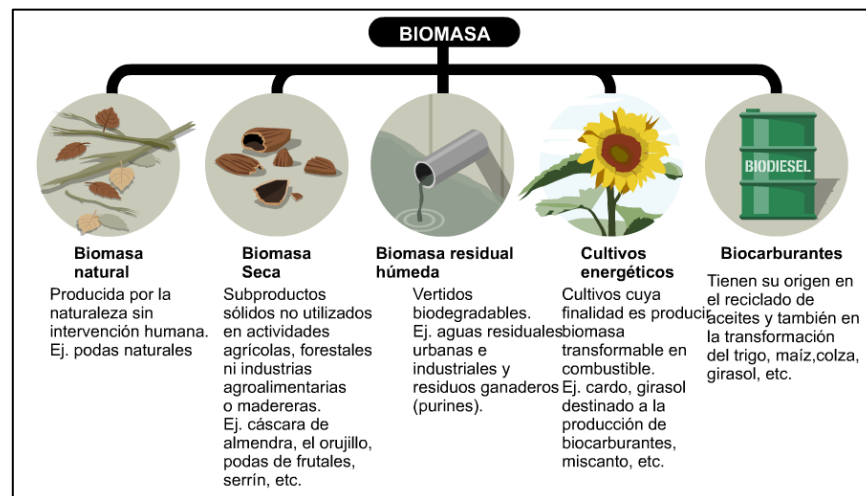 BIOMASA
Biomasa
natural
Producida por la
naturaleza sin
intervención humana.
Ej. podas naturales
Biomasa
Seca
Subproductos
sólidos no utilizados
en actividades
agrícolas, forestales
ni industrias
agroalimentarias
o madereras.
Ej. cáscara de
almendra, el orujillo,
podas de frutales,
serrín, etc.
Biomasa residual
húmeda
Vertidos
biodegradables.
Ej. aguas residuales
urbanas e
industriales y
residuos ganaderos
(purines).
Cultivos
energéticos
Cultivos cuya
finalidad es producir
biomasa
transformable en
combustible.
Ej. cardo, girasol
destinado a la
producción de
biocarburantes,
miscanto, etc.
BIODIESEL
Biocarburantes
Tienen su origen en
el reciclado de
aceites y también en
la transformación
del trigo, maíz,colza,
girasol, etc.